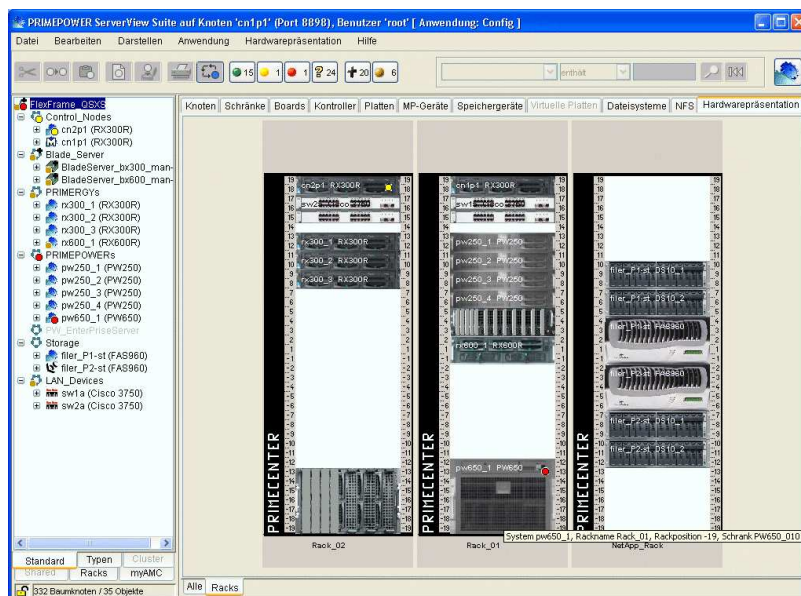 PRIMEPOWER ServerView Suite auf Knoten 'cn1p1' (Port 8898), Benutzer 'root' [ Anwendung: Config ]
Datei Bearbeiten Darstellen Anwendung Hardwarepräsentation Hilfe
15 1 1 ? 24 20 6 enthält
Knoten Schränke Boards Kontroller Platten MP-Geräte Speichergeräte Virtuelle Platten Dateisysteme NFS Hardwarepräsentation
FlexFrame_QSXS
Control_Nodes
cn2p1 (RX300R)
cn1p1 (RX300R)
Blade_Server
BladeServer_bx300_man-
BladeServer_bx600_man-
PRIMERGYs
rx300_1 (RX300R)
rx300_2 (RX300R)
rx300_3 (RX300R)
rx600_1 (RX600R)
PRIMEPOWERs
pw250_1 (PW250)
pw250_2 (PW250)
pw250_3 (PW250)
pw250_4 (PW250)
pw650_1 (PW650)
PW_EnterPriseServer
Storage
filer_P1-st (FAS960)
filer_P2-st (FAS960)
LAN_Devices
sw1a (Cisco 3750)
sw2a (Cisco 3750)
Standard Typen Cluster
Shared Racks myAMC
332 Baumknoten / 35 Objekte
cn2p1 RX300R
rx300_1 RX300R
rx300_2 RX300R
rx300_3 RX300R
PRIMECENTER
Rack_02
cn1p1 RX300R
pw250_1 PW250
pw250_2 PW250
pw250_3 PW250
pw250_4 PW250
rx600_1 RX600R
pw650_1 PW650
PRIMECENTER
Rack_01
filer_P1-st DS10_1
filer_P1-st DS10_2
filer_P1-st FAS960
filer_P2-st FAS960
filer_P2-st DS10_1
filer_P2-st DS10_2
PRIMECENTER
NetApp_Rack
System pw650_1, Rackname Rack_01, Rackposition -19, Schrank PW650_010
Alle Racks